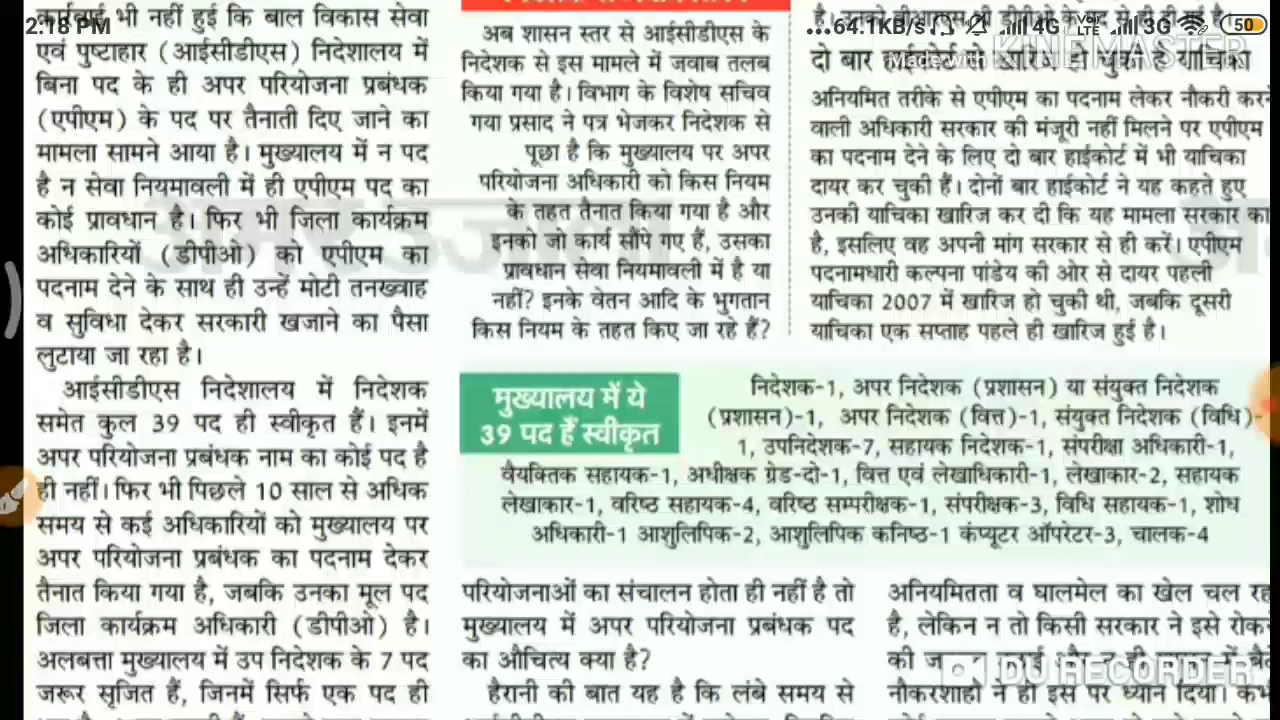 2:18 PM
...64.1KB/s 4G LTE 3G 50
KINEMASTER
Made with
भी नहीं हुई कि बाल विकास सेवा
एवं पुष्टाहार (आईसीडीएस) निदेशालय में
बिना पद के ही अपर परियोजना प्रबंधक
(एपीएम) के पद पर तैनाती दिए जाने का
मामला सामने आया है। मुख्यालय में न पद
है न सेवा नियमावली में ही एपीएम पद का
कोई प्रावधान है। फिर भी जिला कार्यक्रम
अधिकारियों (डीपीओ) को एपीएम का
पदनाम देने के साथ ही उन्हें मोटी तनख्वाह
व सुविधा देकर सरकारी खजाने का पैसा
लुटाया जा रहा है।
आईसीडीएस निदेशालय में निदेशक
समेत कुल 39 पद ही स्वीकृत हैं। इनमें
अपर परियोजना प्रबंधक नाम का कोई पद है
ही नहीं। फिर भी पिछले 10 साल से अधिक
समय से कई अधिकारियों को मुख्यालय पर
अपर परियोजना प्रबंधक का पदनाम देकर
तैनात किया गया है, जबकि उनका मूल पद
जिला कार्यक्रम अधिकारी (डीपीओ) है।
अलबत्ता मुख्यालय में उप निदेशक के 7 पद
जरूर सृजित हैं, जिनमें सिर्फ एक पद ही
अब शासन स्तर से आईसीडीएस के
निदेशक से इस मामले में जवाब तलब
किया गया है। विभाग के विशेष सचिव
गया प्रसाद ने पत्र भेजकर निदेशक से
पूछा है कि मुख्यालय पर अपर
परियोजना अधिकारी को किस नियम
के तहत तैनात किया गया है और
इनको जो कार्य सौंपे गए हैं, उसका
प्रावधान सेवा नियमावली में है या
नहीं? इनके वेतन आदि के भुगतान
किस नियम के तहत किए जा रहे हैं?
दो बार हाईकोर्ट से खारिज हो चुकी है याचिका
अनियमित तरीके से एपीएम का पदनाम लेकर नौकरी करन
वाली अधिकारी सरकार की मंजूरी नहीं मिलने पर एपीएम
का पदनाम देने के लिए दो बार हाईकोर्ट में भी याचिका
दायर कर चुकी हैं। दोनों बार हाईकोर्ट ने यह कहते हुए
उनकी याचिका खारिज कर दी कि यह मामला सरकार का
है, इसलिए वह अपनी मांग सरकार से ही करें। एपीएम
पदनामधारी कल्पना पांडेय की ओर से दायर पहली
याचिका 2007 में खारिज हो चुकी थी, जबकि दूसरी
याचिका एक सप्ताह पहले ही खारिज हुई है।
मुख्यालय में ये
39 पद हैं स्वीकृत
निदेशक-1, अपर निदेशक (प्रशासन) या संयुक्त निदेशक
(प्रशासन)-1, अपर निदेशक (वित्त)-1, संयुक्त निदेशक (विधि)-
1, उपनिदेशक-7, सहायक निदेशक-1, संपरीक्षा अधिकारी-1,
वैयक्तिक सहायक-1, अधीक्षक ग्रेड-दो-1, वित्त एवं लेखाधिकारी-1, लेखाकार-2, सहायक
लेखाकार-1, वरिष्ठ सहायक-4, वरिष्ठ सम्परीक्षक-1, संपरीक्षक-3, विधि सहायक-1, शोध
अधिकारी-1 आशुलिपिक-2, आशुलिपिक कनिष्ठ-1 कंप्यूटर ऑपरेटर-3, चालक-4
परियोजनाओं का संचालन होता ही नहीं है तो
मुख्यालय में अपर परियोजना प्रबंधक पद
का औचित्य क्या है?
हैरानी की बात यह है कि लंबे समय से
अनियमितता व घालमेल का खेल चल रह
है, लेकिन न तो किसी सरकार ने इसे रोकन
की
नौकरशाहों ने ही इस पर ध्यान दिया। कभ
DU RECORDER